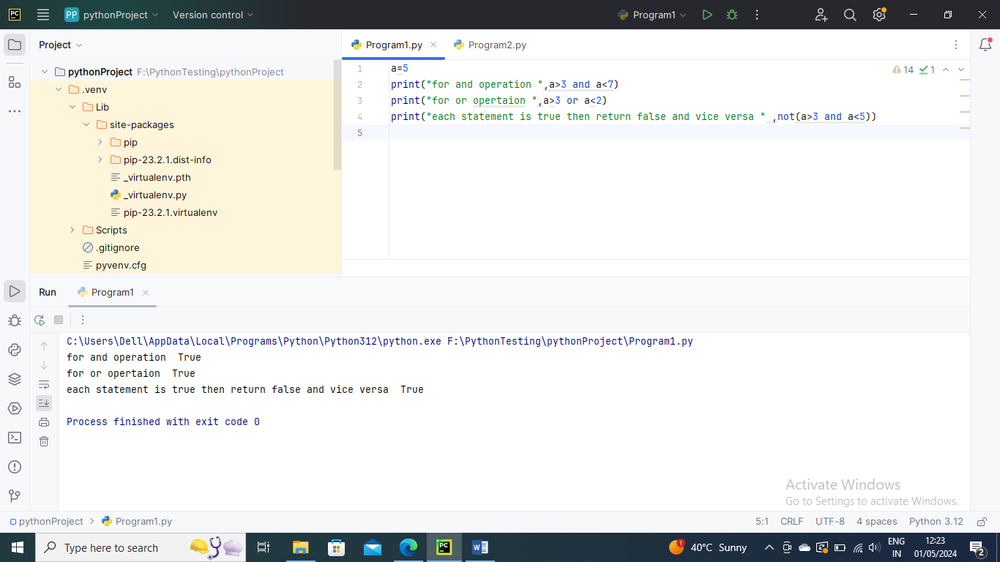 PC PP pythonProject Version control Program1
Project
pythonProject F:\PythonTesting\pythonProject
.venv
Lib
site-packages
pip
pip-23.2.1.dist-info
_virtualenv.pth
_virtualenv.py
pip-23.2.1.virtualenv
Scripts
.gitignore
pyvenv.cfg
Program1.py Program2.py
14 1
1 a=5
2 print("for and operation ",a>3 and a<7)
3 print("for or opertaion ",a>3 or a<2)
4 print("each statement is true then return false and vice versa " ,not(a>3 and a<5))
5
Run Program1
C:\Users\Dell\AppData\Local\Programs\Python\Python312\python.exe F:\PythonTesting\pythonProject\Program1.py
for and operation  True
for or opertaion  True
each statement is true then return false and vice versa  True
Process finished with exit code 0
Activate Windows
Go to Settings to activate Windows.
pythonProject > Program1.py 5:1 CRLF UTF-8 4 spaces Python 3.12
Type here to search PC W 1 40°C Sunny ENG 12:23
IN 01/05/2024 2